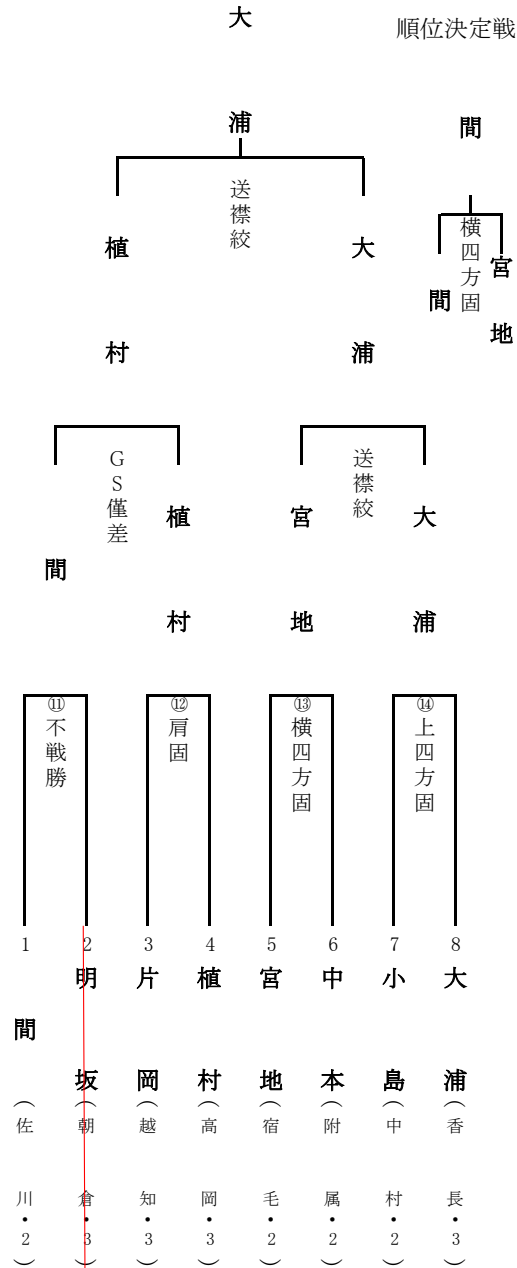 順位決定戦
大浦
送襟絞
間
横四方固
間
宮地
植村
大浦
GS僅差
送襟絞
間
植村
宮地
大浦
⑪不戦勝
⑫肩固
⑬横四方固
⑭上四方固
1 間（佐川・2）
2 明坂（朝倉・3）
3 片岡（越知・3）
4 植村（高岡・3）
5 宮地（宿毛・2）
6 中本（附属・2）
7 小島（中村・2）
8 大浦（香長・3）